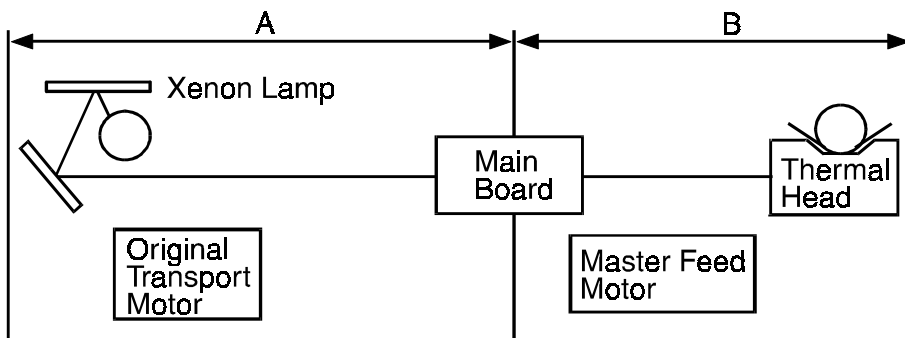 A
B
Xenon Lamp
Main
Board
Thermal
Head
Original
Transport
Motor
Master Feed
Motor